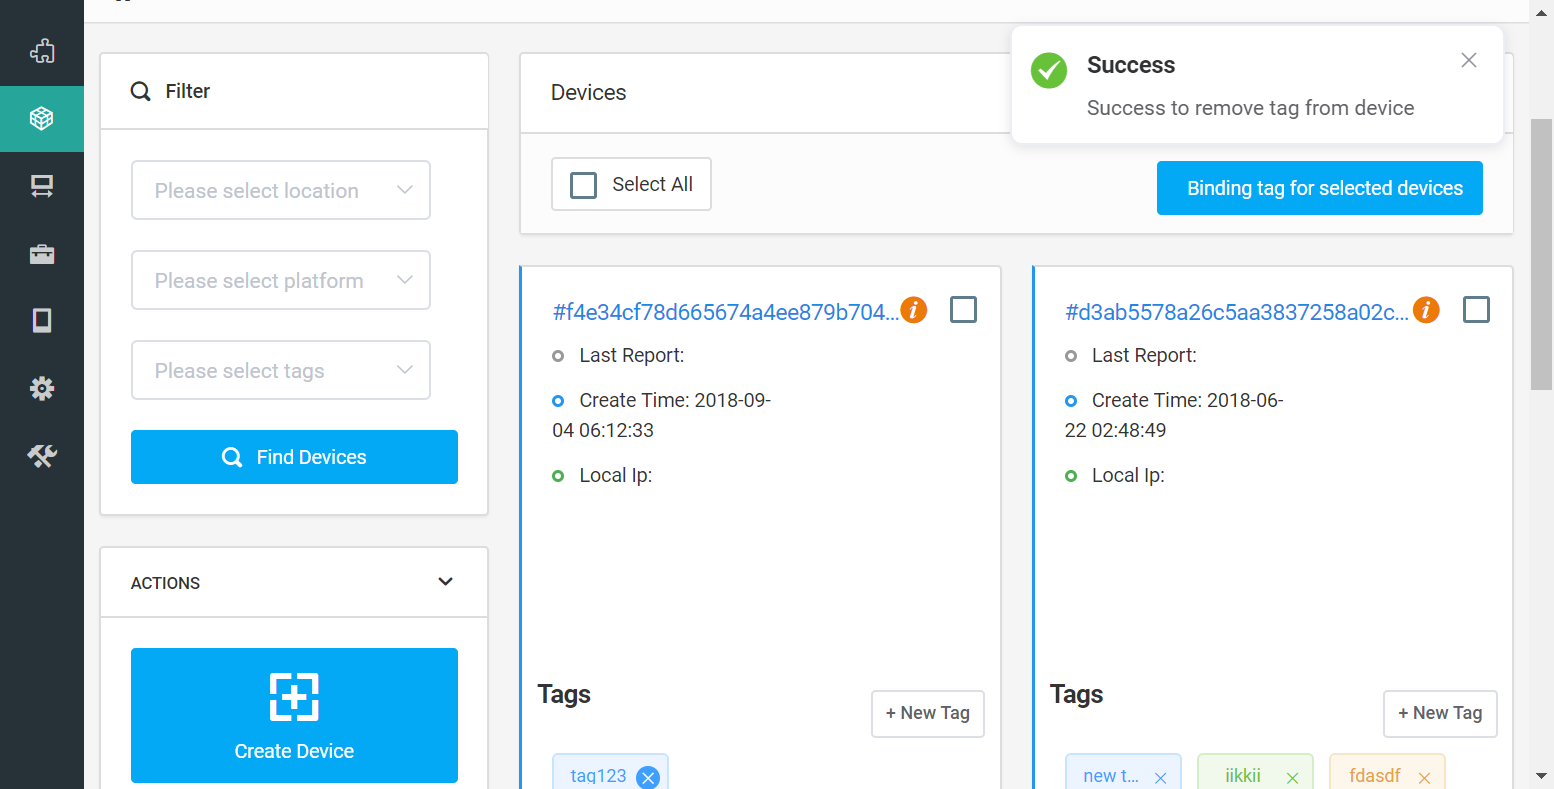 Filter
Please select location
Please select platform
Please select tags
Find Devices
ACTIONS
Create Device
Devices
Success
Success to remove tag from device
Select All
Binding tag for selected devices
#f4e34cf78d665674a4ee879b704...
Last Report:
Create Time: 2018-09-
04 06:12:33
Local Ip:
Tags
+ New Tag
tag123
#d3ab5578a26c5aa3837258a02c...
Last Report:
Create Time: 2018-06-
22 02:48:49
Local Ip:
Tags
+ New Tag
new t...
iikkii
fdasdf